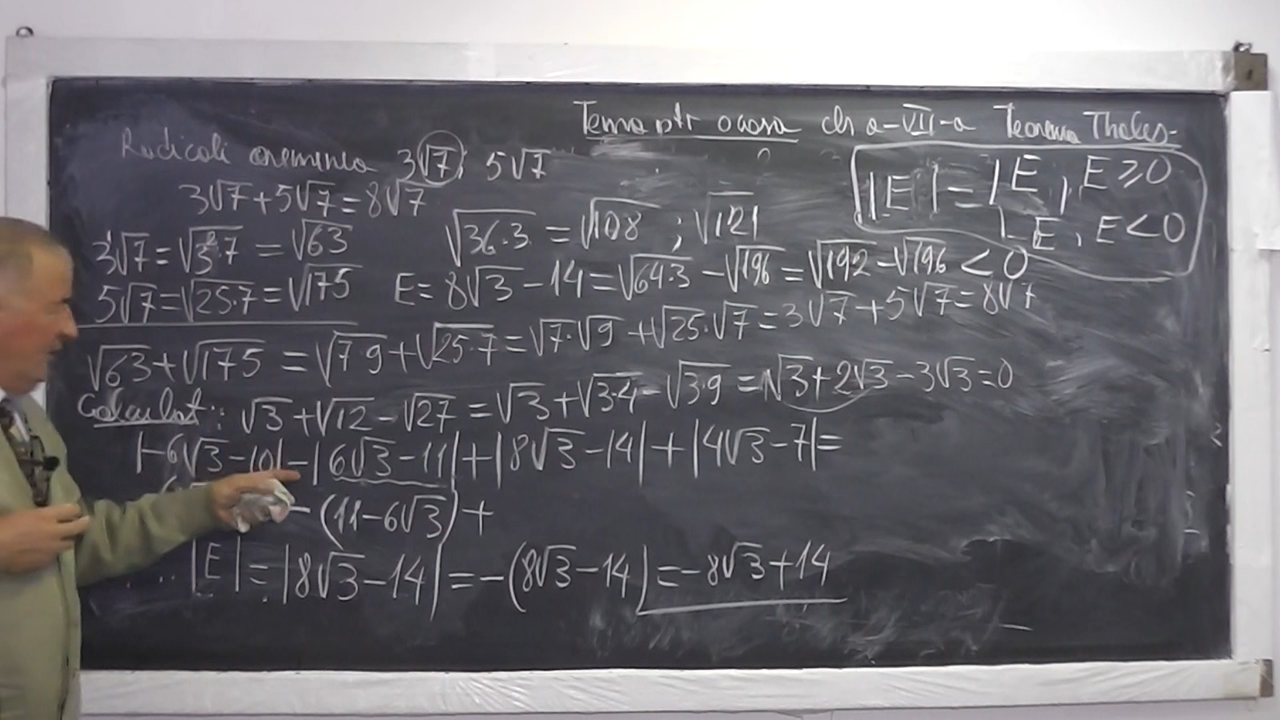 Tema ptr acasa cls a-VII-a Teorema Thales
Radicali asemenea 3√7; 5√7
|E| = { E, E ≥ 0
-E, E < 0
3√7+5√7=8√7
√36·3 = √108 ; √121
3√7=√3²·7 = √63
5√7=√25·7=√175
E= 8√3-14=√64·3 -√196=√192-√196 < 0
√63+√175 = √7·9+√25·7=√7·√9 +√25·√7=3√7+5√7=8√7
Calculati: √3+√12-√27 =√3+√3·4-√3·9 =√3+2√3-3√3=0
|-6√3-10|-|6√3-11|+|8√3-14|+|4√3-7|=
-(11-6√3)+
|E| = |8√3-14| =-(8√3-14)=-8√3+14